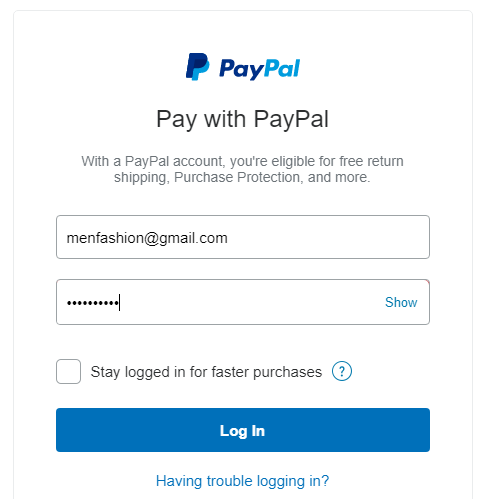 PayPal
Pay with PayPal
With a PayPal account, you're eligible for free return
shipping, Purchase Protection, and more.
menfashion@gmail.com
•••••••••• Show
Stay logged in for faster purchases ?
Log In
Having trouble logging in?